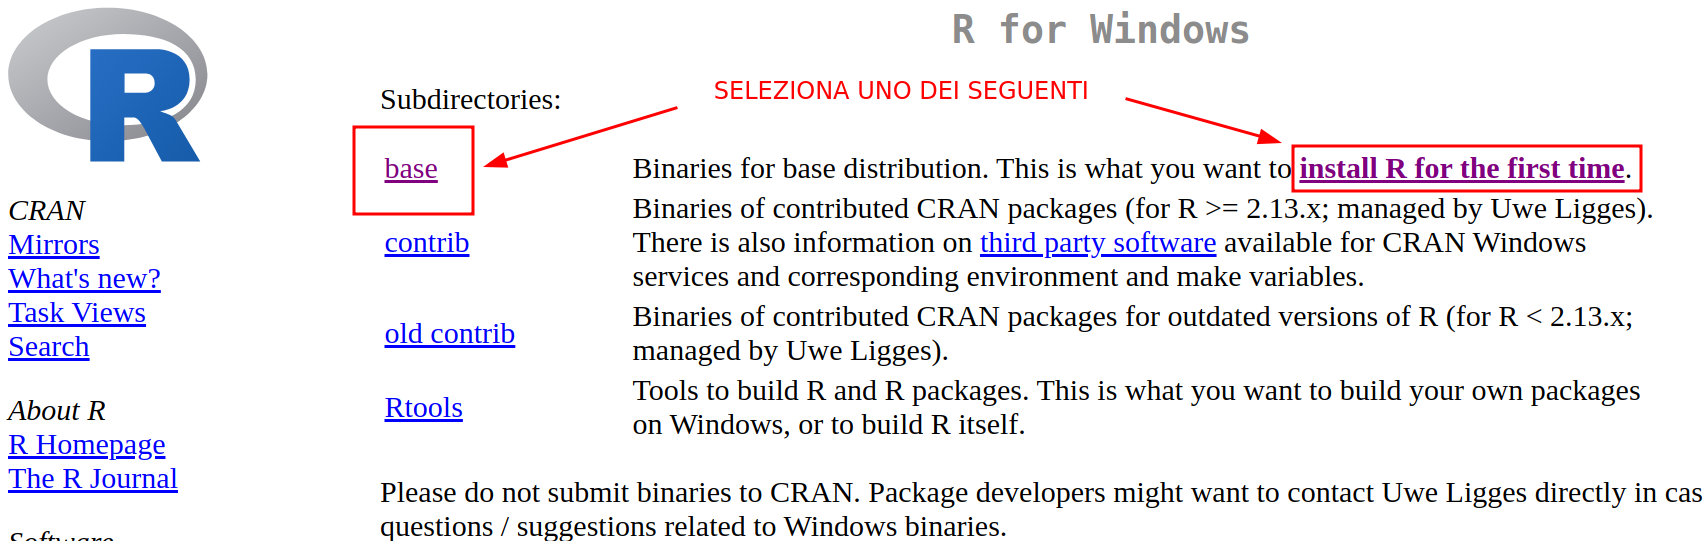 R
R for Windows
SELEZIONA UNO DEI SEGUENTI
Subdirectories:
base
Binaries for base distribution. This is what you want to install R for the first time.
contrib
Binaries of contributed CRAN packages (for R >= 2.13.x; managed by Uwe Ligges).
There is also information on third party software available for CRAN Windows
services and corresponding environment and make variables.
old contrib
Binaries of contributed CRAN packages for outdated versions of R (for R < 2.13.x;
managed by Uwe Ligges).
Rtools
Tools to build R and R packages. This is what you want to build your own packages
on Windows, or to build R itself.
Please do not submit binaries to CRAN. Package developers might want to contact Uwe Ligges directly in cas
questions / suggestions related to Windows binaries.
CRAN
Mirrors
What's new?
Task Views
Search
About R
R Homepage
The R Journal
Software